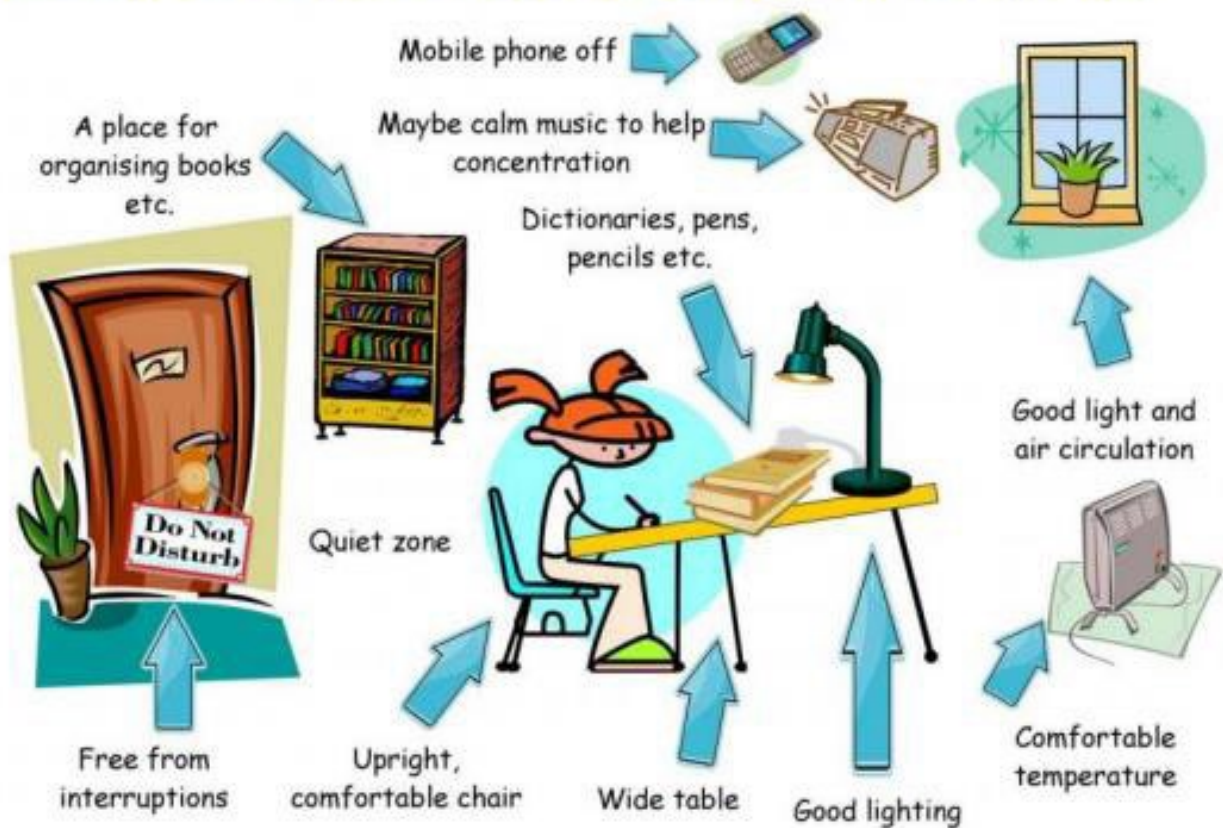 Mobile phone off
A place for
organising books
etc.
Maybe calm music to help
concentration
Dictionaries, pens,
pencils etc.
Do Not
Disturb
Quiet zone
Good light and
air circulation
Free from
interruptions
Upright,
comfortable chair
Wide table
Good lighting
Comfortable
temperature